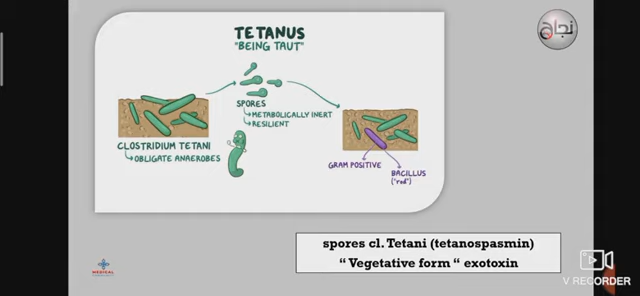 TETANUS
"BEING TAUT"
نجاح
SPORES
METABOLICALLY INERT
RESILIENT
CLOSTRIDIUM TETANI
OBLIGATE ANAEROBES
GRAM POSITIVE
BACILLUS
("rod")
spores cl. Tetani (tetanospasmin)
“ Vegetative form “ exotoxin
MEDICAL
V RECORDER